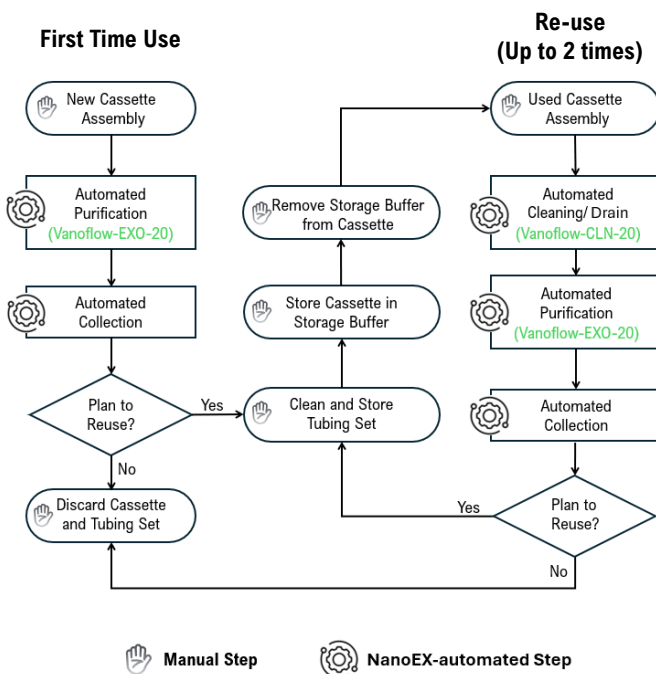 First Time Use
New Cassette
Assembly
Automated
Purification
(Vanoflow-EXO-20)
Automated
Collection
Plan to
Reuse?
Yes
No
Discard Cassette
and Tubing Set
Remove Storage Buffer
from Cassette
Store Cassette in
Storage Buffer
Clean and Store
Tubing Set
Re-use
(Up to 2 times)
Used Cassette
Assembly
Automated
Cleaning/ Drain
(Vanoflow-CLN-20)
Automated
Purification
(Vanoflow-EXO-20)
Automated
Collection
Plan to
Reuse?
Yes
No
Manual Step
NanoEX-automated Step